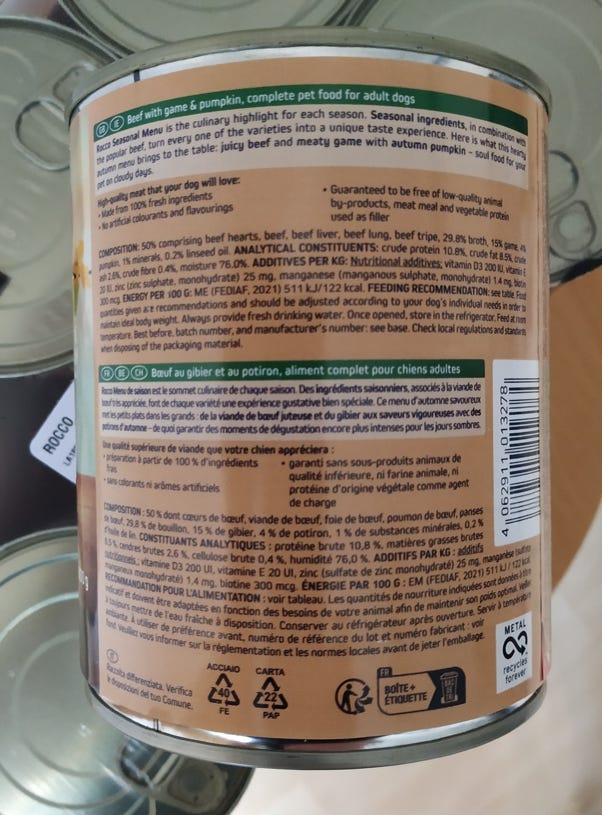 GB IE Beef with game & pumpkin, complete pet food for adult dogs
Rocco Seasonal Menu is the culinary highlight for each season. Seasonal ingredients, in combination with
the popular beef, turn every one of the varieties into a unique taste experience. Here is what this hearty
autumn menu brings to the table: juicy beef and meaty game with autumn pumpkin – soul food for your
pet on cloudy days.
High-quality meat that your dog will love:
• Made from 100% fresh ingredients
• No artificial colourants and flavourings
• Guaranteed to be free of low-quality animal
by-products, meat meal and vegetable protein
used as filler
COMPOSITION: 50% comprising beef hearts, beef, beef liver, beef lung, beef tripe, 29.8% broth, 15% game, 4%
pumpkin, 1% minerals, 0.2% linseed oil. ANALYTICAL CONSTITUENTS: crude protein 10.8%, crude fat 8.5%, crude
ash 2.6%, crude fibre 0.4%, moisture 76.0%. ADDITIVES PER KG: Nutritional additives: vitamin D3 200 IU, vitamin E
20 IU, zinc (zinc sulphate, monohydrate) 25 mg, manganese (manganous sulphate, monohydrate) 1.4 mg, biotin
300 mcg. ENERGY PER 100 G: ME (FEDIAF, 2021) 511 kJ/122 kcal. FEEDING RECOMMENDATION: see table. Food
quantities given are recommendations and should be adjusted according to your dog's individual needs in order to
maintain ideal body weight. Always provide fresh drinking water. Once opened, store in the refrigerator. Feed at room
temperature. Best before, batch number, and manufacturer's number: see base. Check local regulations and standards
when disposing of the packaging material.
FR BE CH Bœuf au gibier et au potiron, aliment complet pour chiens adultes
Rocco Menu de saison est le sommet culinaire de chaque saison. Des ingrédients saisonniers, associés à la viande de
bœuf très appréciée, font de chaque variété une expérience gustative bien spéciale. Ce menu d'automne savoureux
met les petits plats dans les grands : de la viande de bœuf juteuse et du gibier aux saveurs vigoureuses avec des
potirons d'automne – de quoi garantir des moments de dégustation encore plus intenses pour les jours sombres.
Une qualité supérieure de viande que votre chien appréciera :
• préparation à partir de 100 % d'ingrédients
frais
• sans colorants ni arômes artificiels
• garanti sans sous-produits animaux de
qualité inférieure, ni farine animale, ni
protéine d'origine végétale comme agent
de charge
COMPOSITION : 50 % dont cœurs de bœuf, viande de bœuf, foie de bœuf, poumon de bœuf, panses
de bœuf, 29,8 % de bouillon, 15 % de gibier, 4 % de potiron, 1 % de substances minérales, 0,2 %
d'huile de lin. CONSTITUANTS ANALYTIQUES : protéine brute 10,8 %, matières grasses brutes
8,5 %, cendres brutes 2,6 %, cellulose brute 0,4 %, humidité 76,0 %. ADDITIFS PAR KG : additifs
nutritionnels : vitamine D3 200 UI, vitamine E 20 UI, zinc (sulfate de zinc monohydraté) 25 mg, manganèse (sulfate
manganeux monohydraté) 1,4 mg, biotine 300 mcg. ÉNERGIE PAR 100 G : EM (FEDIAF, 2021) 511 kJ / 122 kcal.
RECOMMANDATION POUR L'ALIMENTATION : voir tableau. Les quantités de nourriture indiquées sont données à titre
indicatif et doivent être adaptées en fonction des besoins de votre animal afin de maintenir son poids optimal. Veillez
à toujours mettre de l'eau fraîche à disposition. Conserver au réfrigérateur après ouverture. Servir à température
ambiante. À utiliser de préférence avant, numéro de référence du lot et numéro fabricant : voir
fond. Veuillez vous informer sur la réglementation et les normes locales avant de jeter l'emballage.
4 062911 013278
ROCCO
Raccolta differenziata. Verifica
le disposizioni del tuo Comune.
ACCIAIO
40
FE
CARTA
22
PAP
FR
BOÎTE +
ÉTIQUETTE
BAC
DE
TRI
METAL
recycles
forever